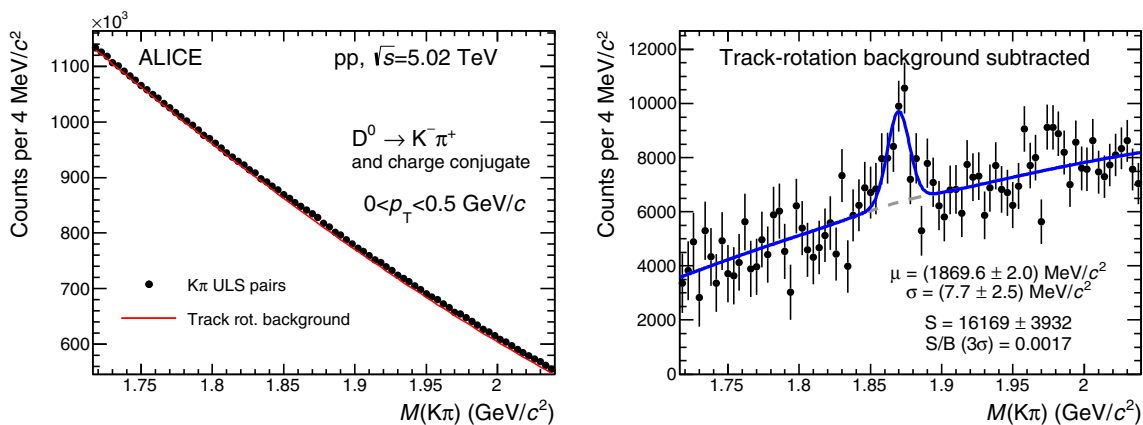 ×10³
ALICE
pp, √s=5.02 TeV
D⁰ → K⁻π⁺
and charge conjugate
0<p_T<0.5 GeV/c
Kπ ULS pairs
Track rot. background
Counts per 4 MeV/c²
1100
1000
900
800
700
600
1.75
1.8
1.85
1.9
1.95
2
M(Kπ) (GeV/c²)
Track-rotation background subtracted
μ = (1869.6 ± 2.0) MeV/c²
σ = (7.7 ± 2.5) MeV/c²
S = 16169 ± 3932
S/B (3σ) = 0.0017
Counts per 4 MeV/c²
12000
10000
8000
6000
4000
2000
0
1.75
1.8
1.85
1.9
1.95
2
M(Kπ) (GeV/c²)